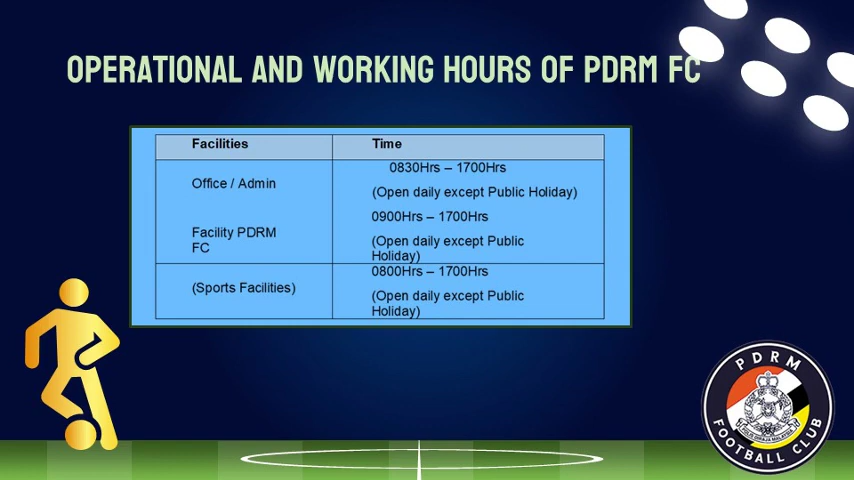 OPERATIONAL AND WORKING HOURS OF PDRM FC
Facilities Time
Office / Admin 0830Hrs – 1700Hrs
(Open daily except Public Holiday)
Facility PDRM FC 0900Hrs – 1700Hrs
(Open daily except Public
Holiday)
(Sports Facilities) 0800Hrs – 1700Hrs
(Open daily except Public
Holiday)
PDRM
FOOTBALL CLUB